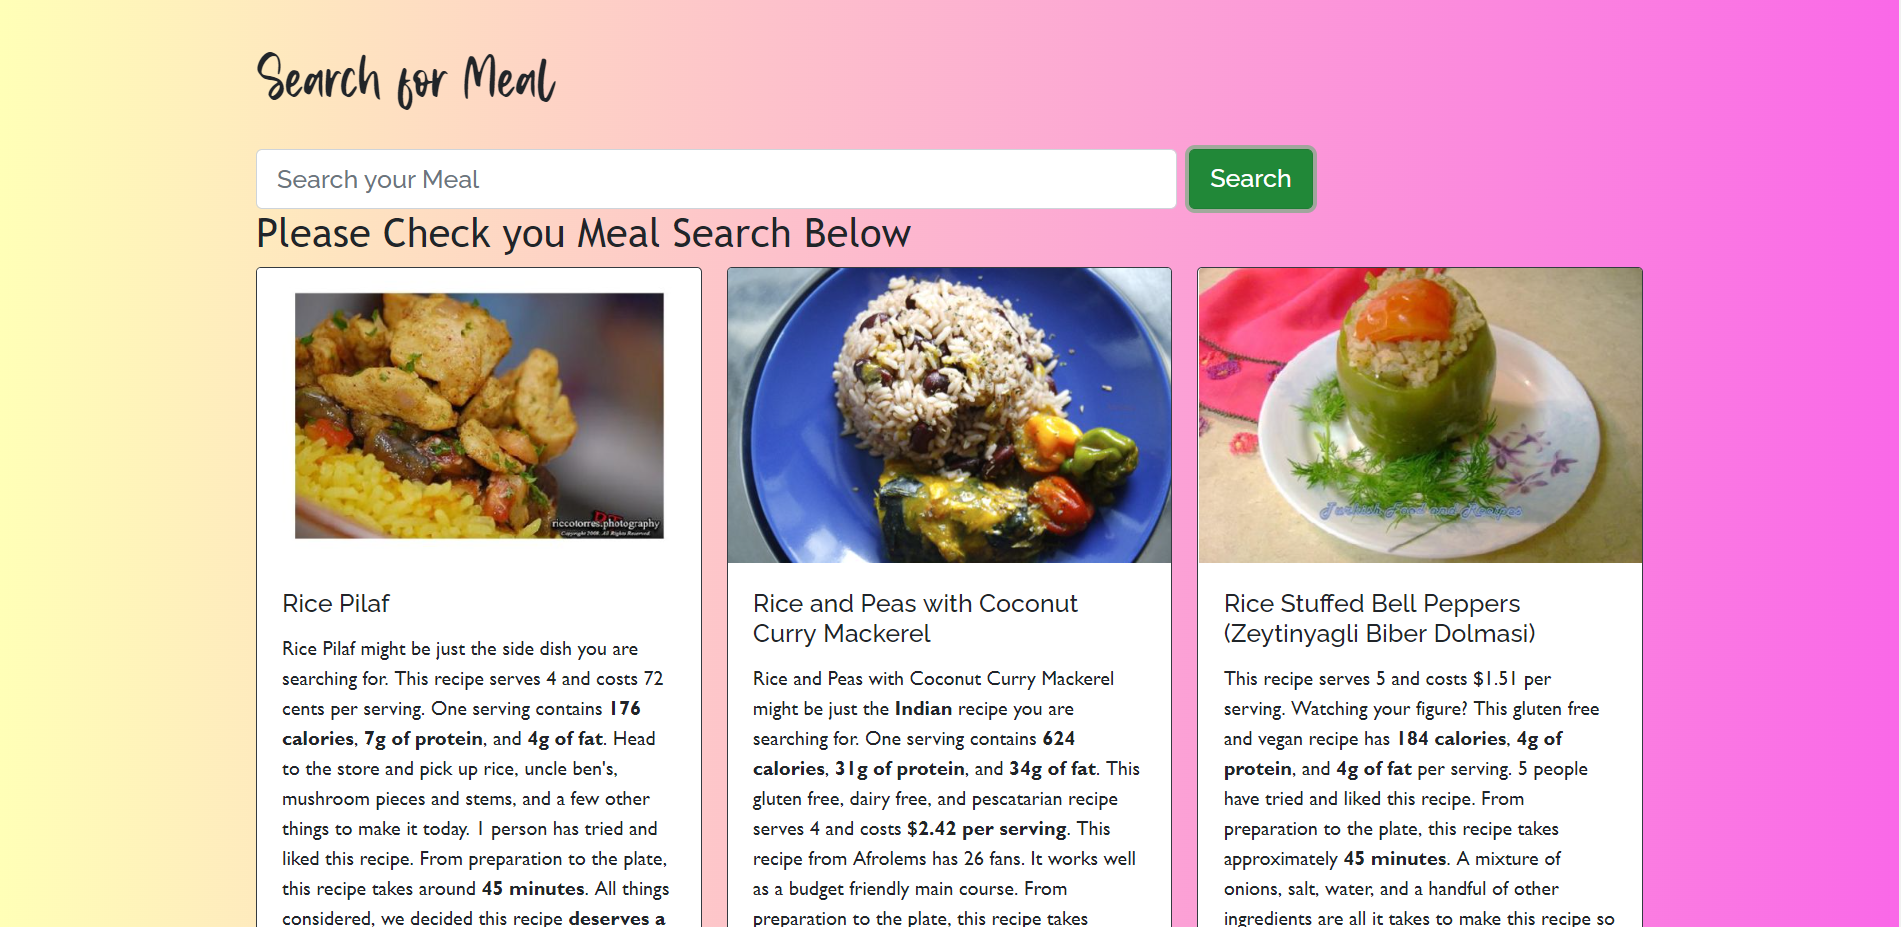 Search for Meal
Search your Meal
Search
Please Check you Meal Search Below
riccotorres.photography
Copyright 2008. All Rights Reserved.
Turkish Food and Recipes
Rice Pilaf
Rice Pilaf might be just the side dish you are
searching for. This recipe serves 4 and costs 72
cents per serving. One serving contains 176
calories, 7g of protein, and 4g of fat. Head
to the store and pick up rice, uncle ben's,
mushroom pieces and stems, and a few other
things to make it today. 1 person has tried and
liked this recipe. From preparation to the plate,
this recipe takes around 45 minutes. All things
considered, we decided this recipe deserves a
Rice and Peas with Coconut
Curry Mackerel
Rice and Peas with Coconut Curry Mackerel
might be just the Indian recipe you are
searching for. One serving contains 624
calories, 31g of protein, and 34g of fat. This
gluten free, dairy free, and pescatarian recipe
serves 4 and costs $2.42 per serving. This
recipe from Afrolems has 26 fans. It works well
as a budget friendly main course. From
preparation to the plate, this recipe takes
Rice Stuffed Bell Peppers
(Zeytinyagli Biber Dolmasi)
This recipe serves 5 and costs $1.51 per
serving. Watching your figure? This gluten free
and vegan recipe has 184 calories, 4g of
protein, and 4g of fat per serving. 5 people
have tried and liked this recipe. From
preparation to the plate, this recipe takes
approximately 45 minutes. A mixture of
onions, salt, water, and a handful of other
ingredients are all it takes to make this recipe so